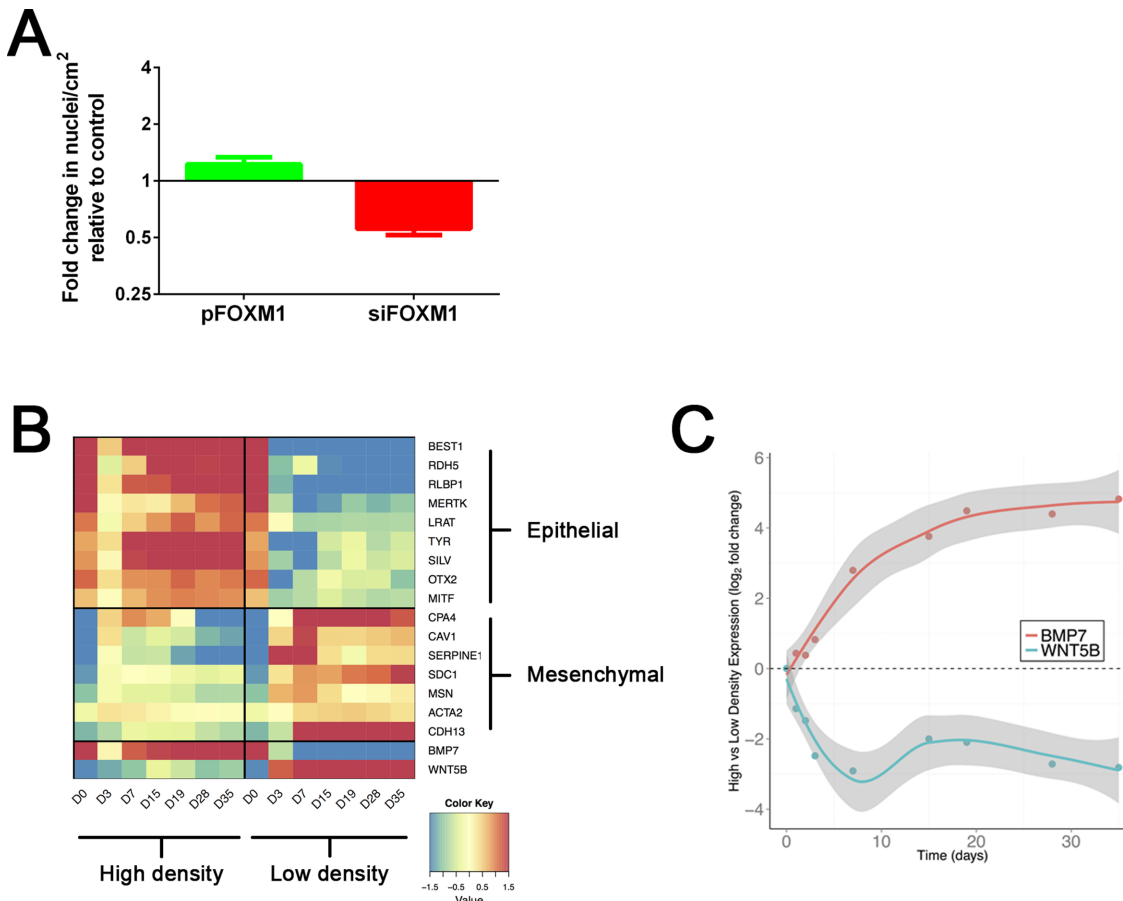 A
Fold change in nuclei/cm2
relative to control
4
2
1
0.5
0.25
pFOXM1
siFOXM1
B
BEST1
RDH5
RLBP1
MERTK
LRAT
TYR
SILV
OTX2
MITF
CPA4
CAV1
SERPINE1
SDC1
MSN
ACTA2
CDH13
BMP7
WNT5B
Epithelial
Mesenchymal
D0 D3 D7 D15 D19 D28 D35 D0 D3 D7 D15 D19 D28 D35
High density
Low density
Color Key
−1.5 −0.5 0.5 1.5
Value
C
High vs Low Density Expression (log2 fold change)
6
4
2
0
−2
−4
BMP7
WNT5B
0 10 20 30
Time (days)